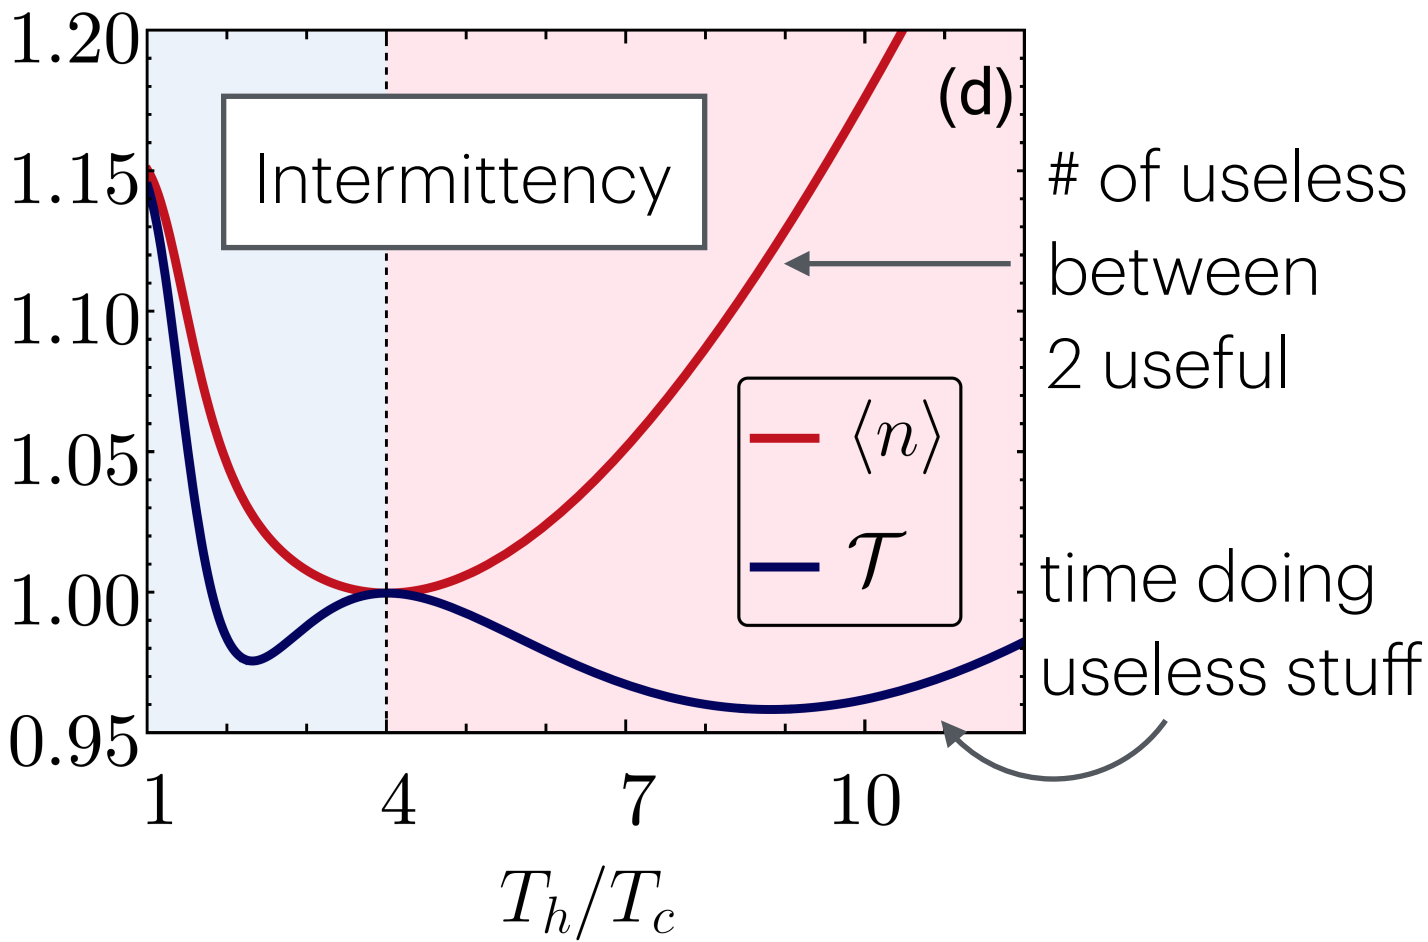 1.20
1.15
1.10
1.05
1.00
0.95
(d)
Intermittency
# of useless
between
2 useful
⟨n⟩
𝒯
time doing
useless stuff
1 4 7 10
T_h/T_c